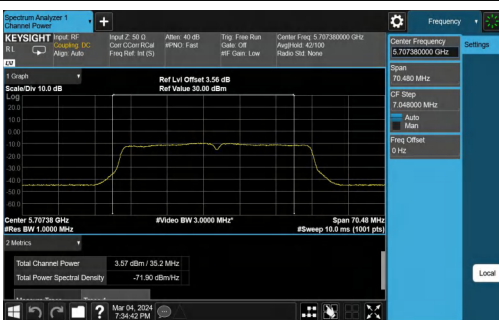 Spectrum Analyzer 1
Channel Power
Frequency
KEYSIGHT
RL
Input: RF
Coupling: DC
Align: Auto
Input Z: 50 Ω
Corr CCorr RCal
Freq Ref: Int (S)
Atten: 40 dB
#PNO: Fast
Trig: Free Run
Gate: Off
#IF Gain: Low
Center Freq: 5.707380000 GHz
Avg|Hold: 42/100
Radio Std: None
LXI
Center Frequency
5.707380000 GHz
Settings
Span
70.480 MHz
CF Step
7.048000 MHz
Auto
Man
Freq Offset
0 Hz
Local
1 Graph
Scale/Div 10.0 dB
Ref Lvl Offset 3.56 dB
Ref Value 30.00 dBm
Log
20.0
10.0
0.00
-10.0
-20.0
-30.0
-40.0
-50.0
-60.0
Center 5.70738 GHz
#Video BW 3.0000 MHz*
Span 70.48 MHz
#Res BW 1.0000 MHz
#Sweep 10.0 ms (1001 pts)
2 Metrics
Total Channel Power
3.57 dBm / 35.2 MHz
Total Power Spectral Density
-71.90 dBm/Hz
?
Mar 04, 2024
7:34:42 PM